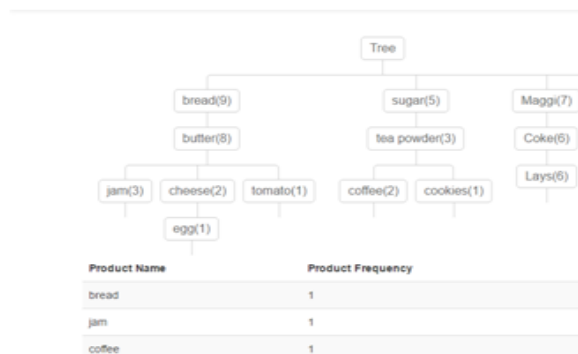 Tree
bread(9) sugar(5) Maggi(7)
butter(8) tea powder(3) Coke(6)
jam(3) cheese(2) tomato(1) coffee(2) cookies(1) Lays(6)
egg(1)
Product Name Product Frequency
bread 1
jam 1
coffee 1